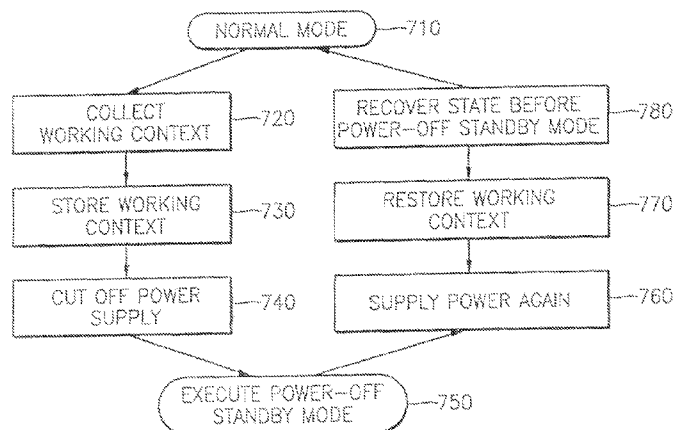 NORMAL MODE
710
COLLECT
WORKING CONTEXT
720
RECOVER STATE BEFORE
POWER-OFF STANDBY MODE
780
STORE WORKING
CONTEXT
730
RESTORE WORKING
CONTEXT
770
CUT OFF POWER
SUPPLY
740
SUPPLY POWER AGAIN
760
EXECUTE POWER-OFF
STANDBY MODE
750